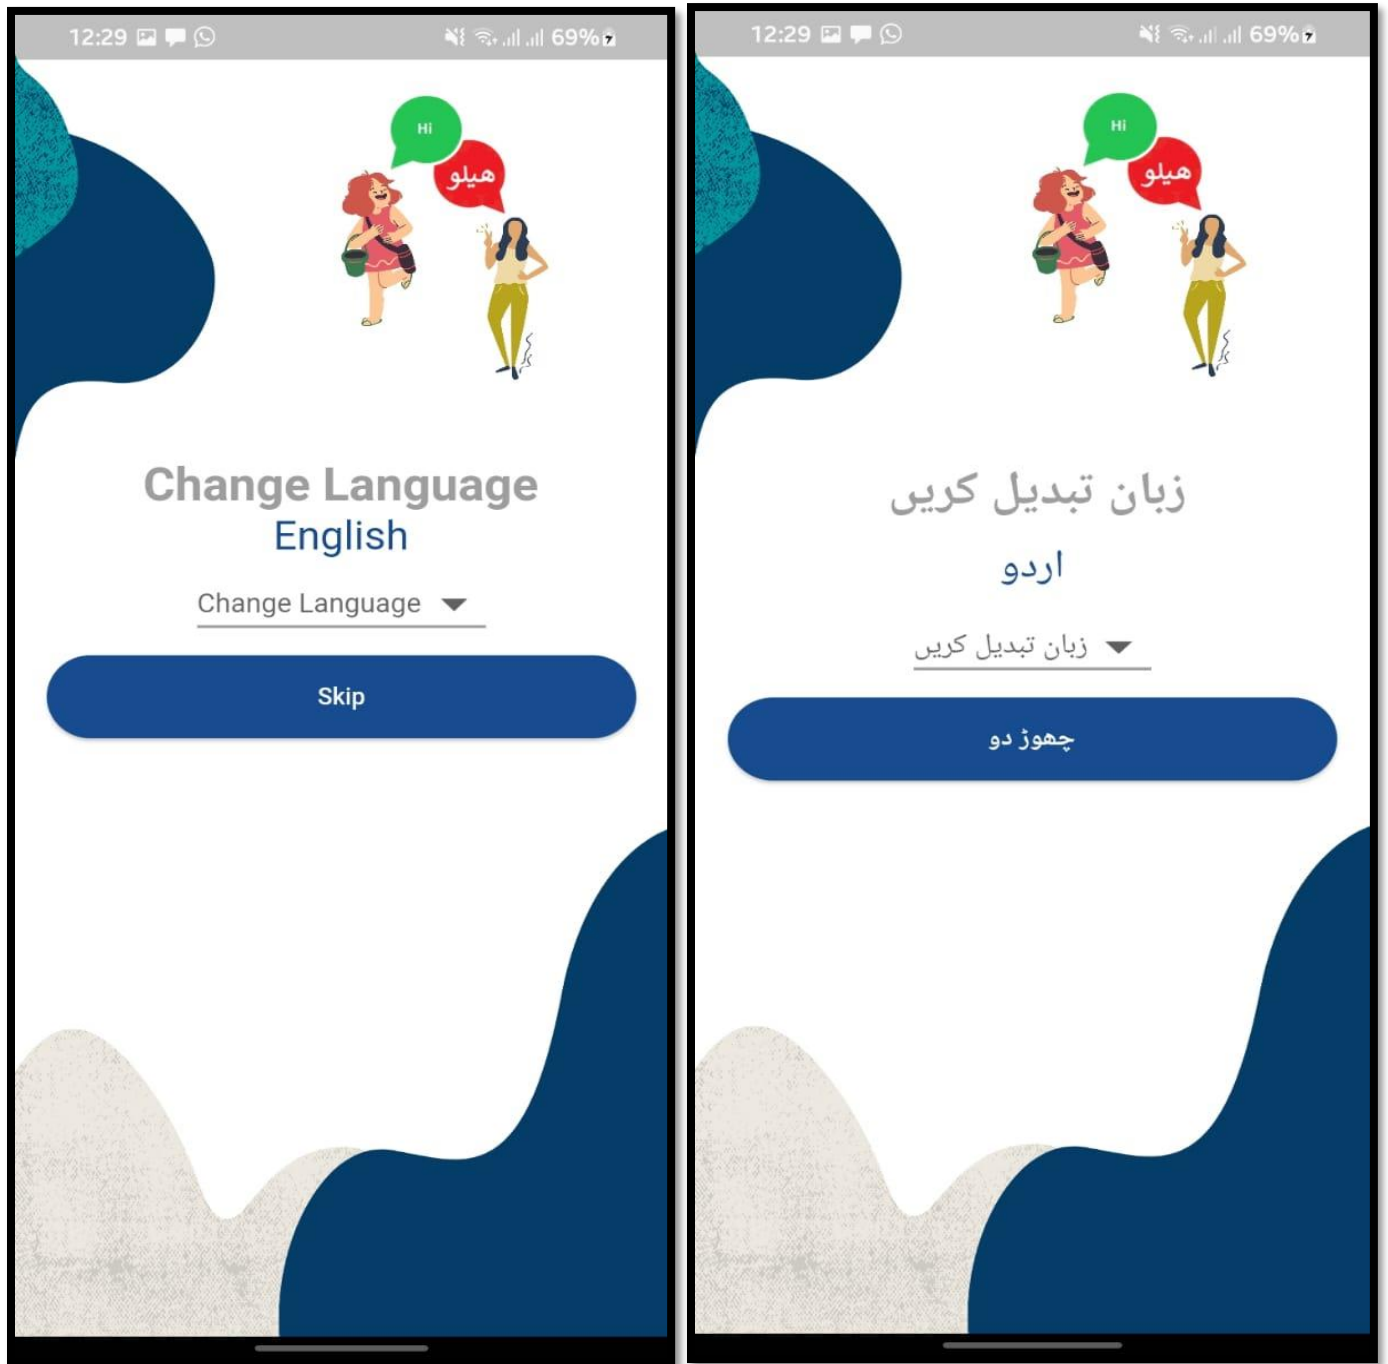 12:29
69%
Hi
هيلو
Change Language
English
Change Language
Skip
12:29
69%
Hi
هيلو
زبان تبدیل کریں
اردو
زبان تبدیل کریں
چھوڑ دو